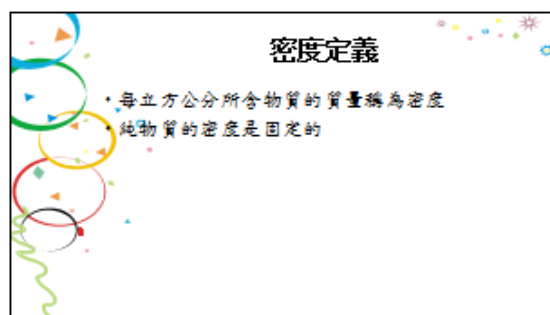 密度定義
• 每立方公分所含物質的質量稱為密度
• 純物質的密度是固定的